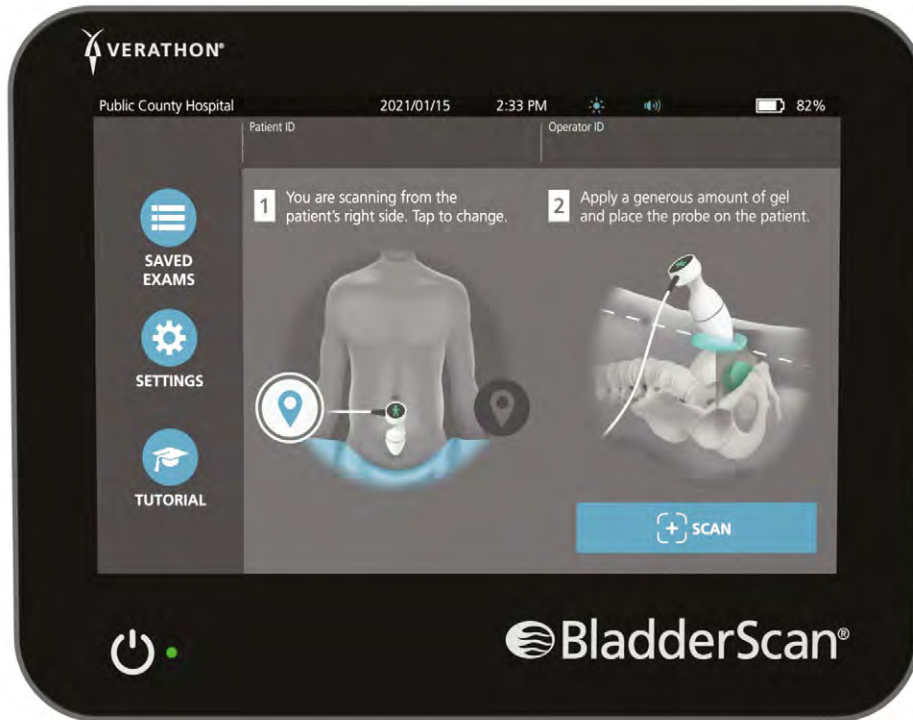 VERATHON®
Public County Hospital 2021/01/15 2:33 PM 82%
Patient ID
Operator ID
1 You are scanning from the
patient's right side. Tap to change.
2 Apply a generous amount of gel
and place the probe on the patient.
SAVED
EXAMS
SETTINGS
TUTORIAL
SCAN
BladderScan®